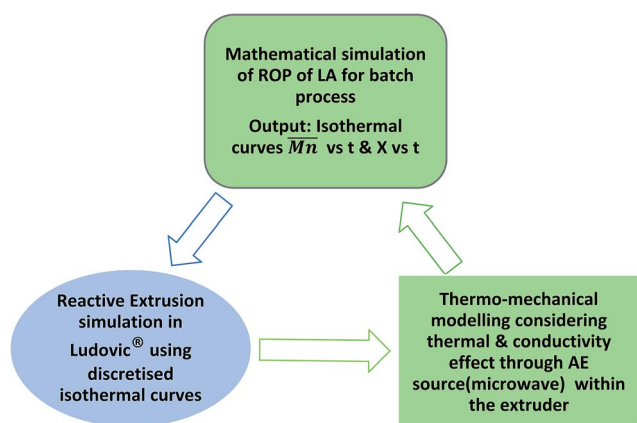 Mathematical simulation
of ROP of LA for batch
process
Output: Isothermal
curves M̅n̅ vs t & X vs t
Reactive Extrusion
simulation in
Ludovic® using
discretised
isothermal curves
Thermo-mechanical
modelling considering
thermal & conductivity
effect through AE
source(microwave) within
the extruder